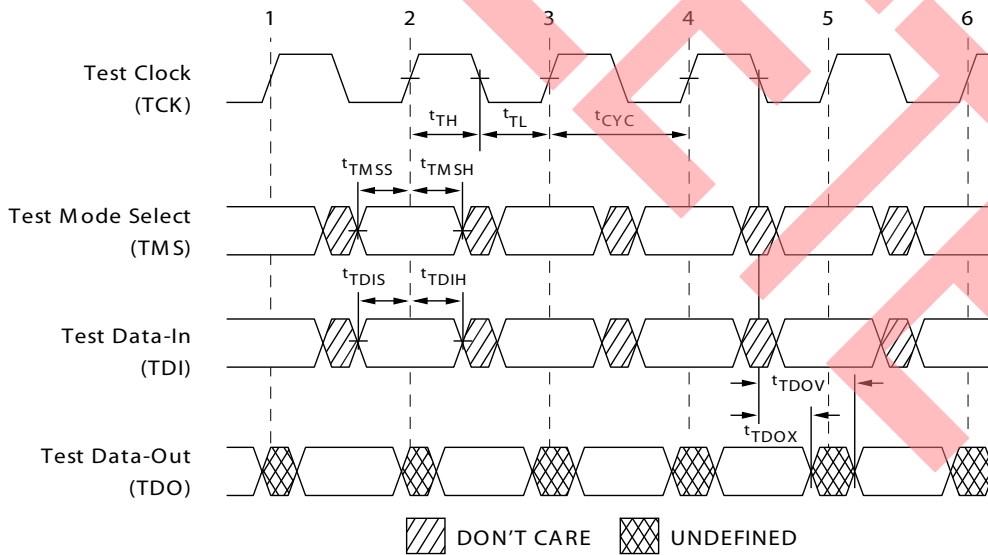 1 2 3 4 5 6
Test Clock
(TCK)
tTH tTL tCYC
tTMSS tTMSH
Test Mode Select
(TMS)
tTDIS tTDIH
Test Data-In
(TDI)
tTDOV
tTDOX
Test Data-Out
(TDO)
DON'T CARE UNDEFINED